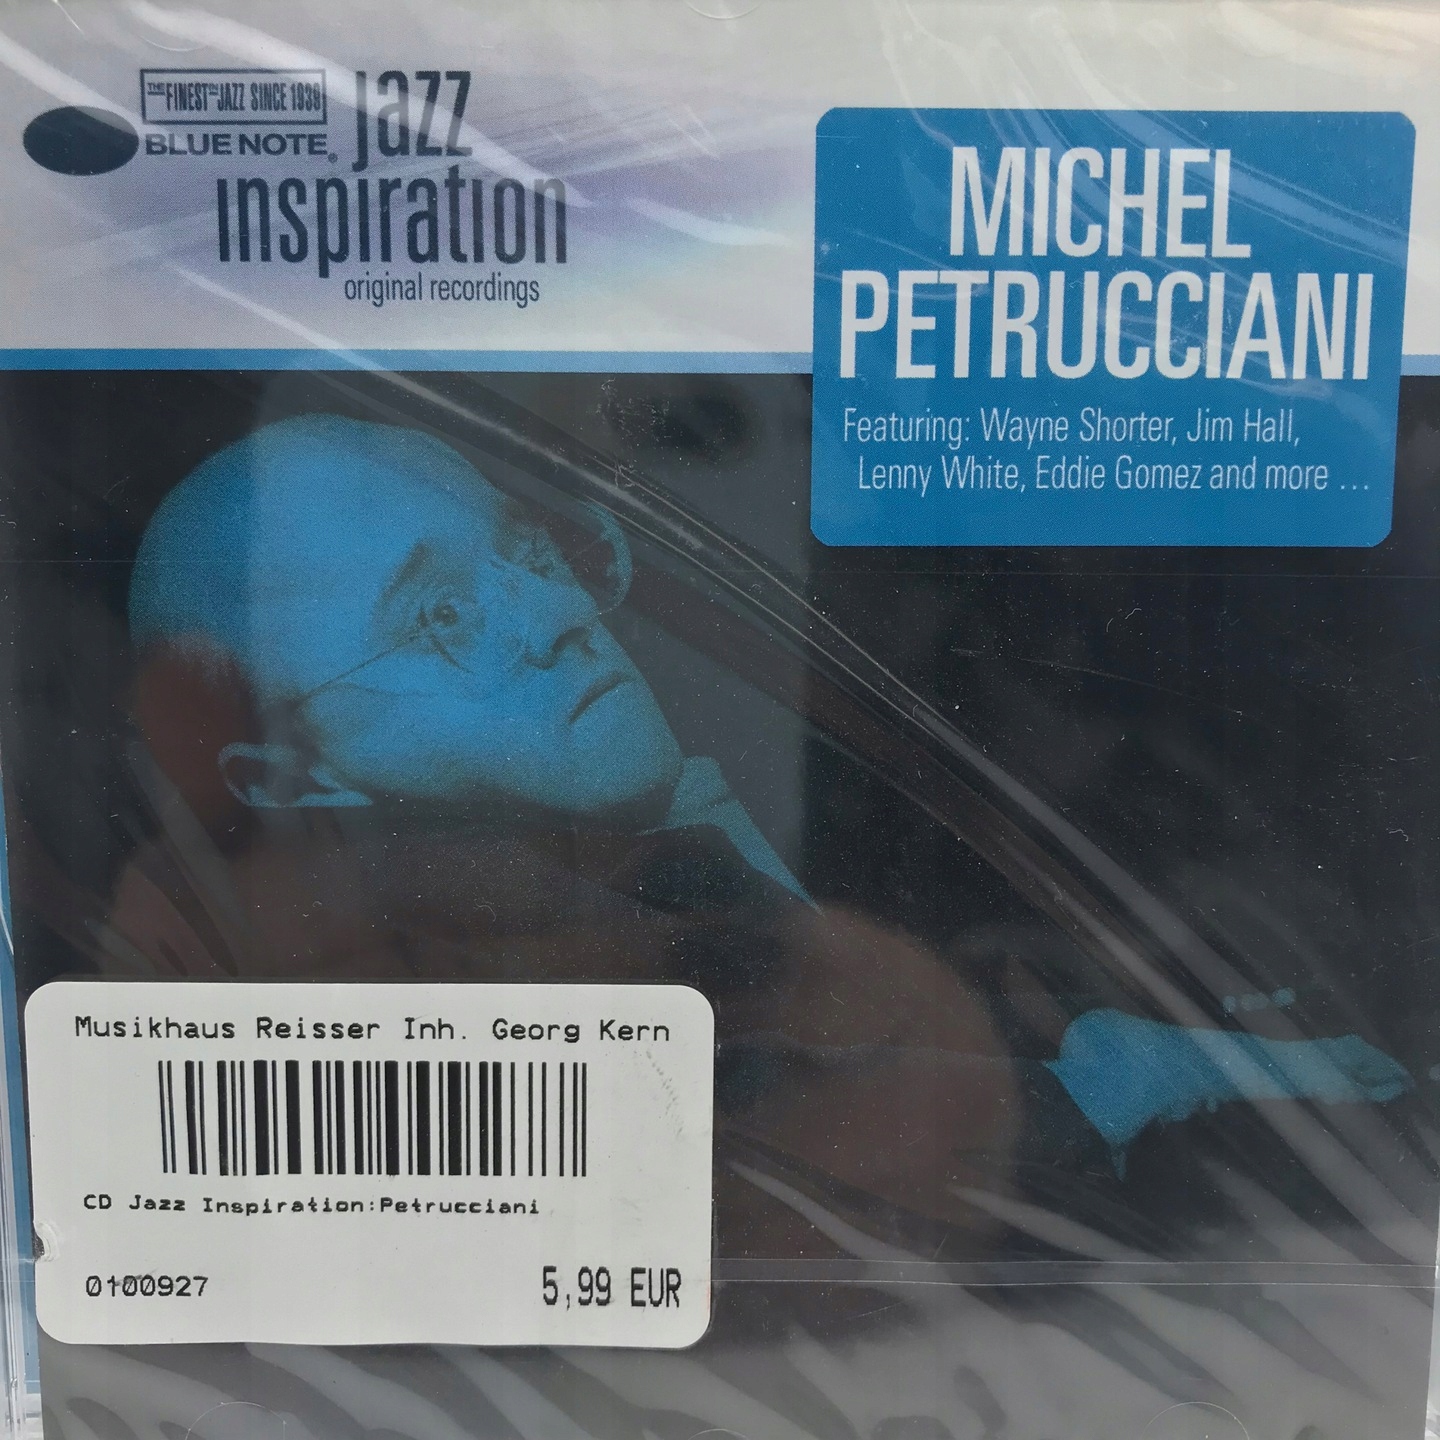 THE FINEST IN JAZZ SINCE 1939
BLUE NOTE®
jazz
inspiration
original recordings
MICHEL
PETRUCCIANI
Featuring: Wayne Shorter, Jim Hall,
Lenny White, Eddie Gomez and more ...
Musikhaus Reisser Inh. Georg Kern
CD Jazz Inspiration:Petrucciani
0100927
5,99 EUR